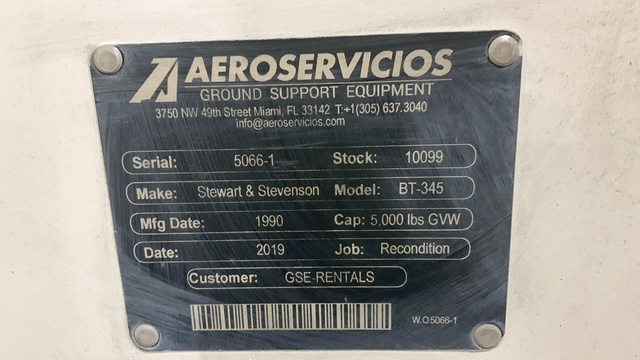 AEROSERVICIOS
GROUND SUPPORT EQUIPMENT
3750 NW 49th Street Miami, FL 33142 T:+1(305) 637.3040
info@aeroservicios.com
Serial: 5066-1 Stock: 10099
Make: Stewart & Stevenson Model: BT-345
Mfg Date: 1990 Cap: 5,000 lbs GVW
Date: 2019 Job: Recondition
Customer: GSE-RENTALS
W.O5066-1